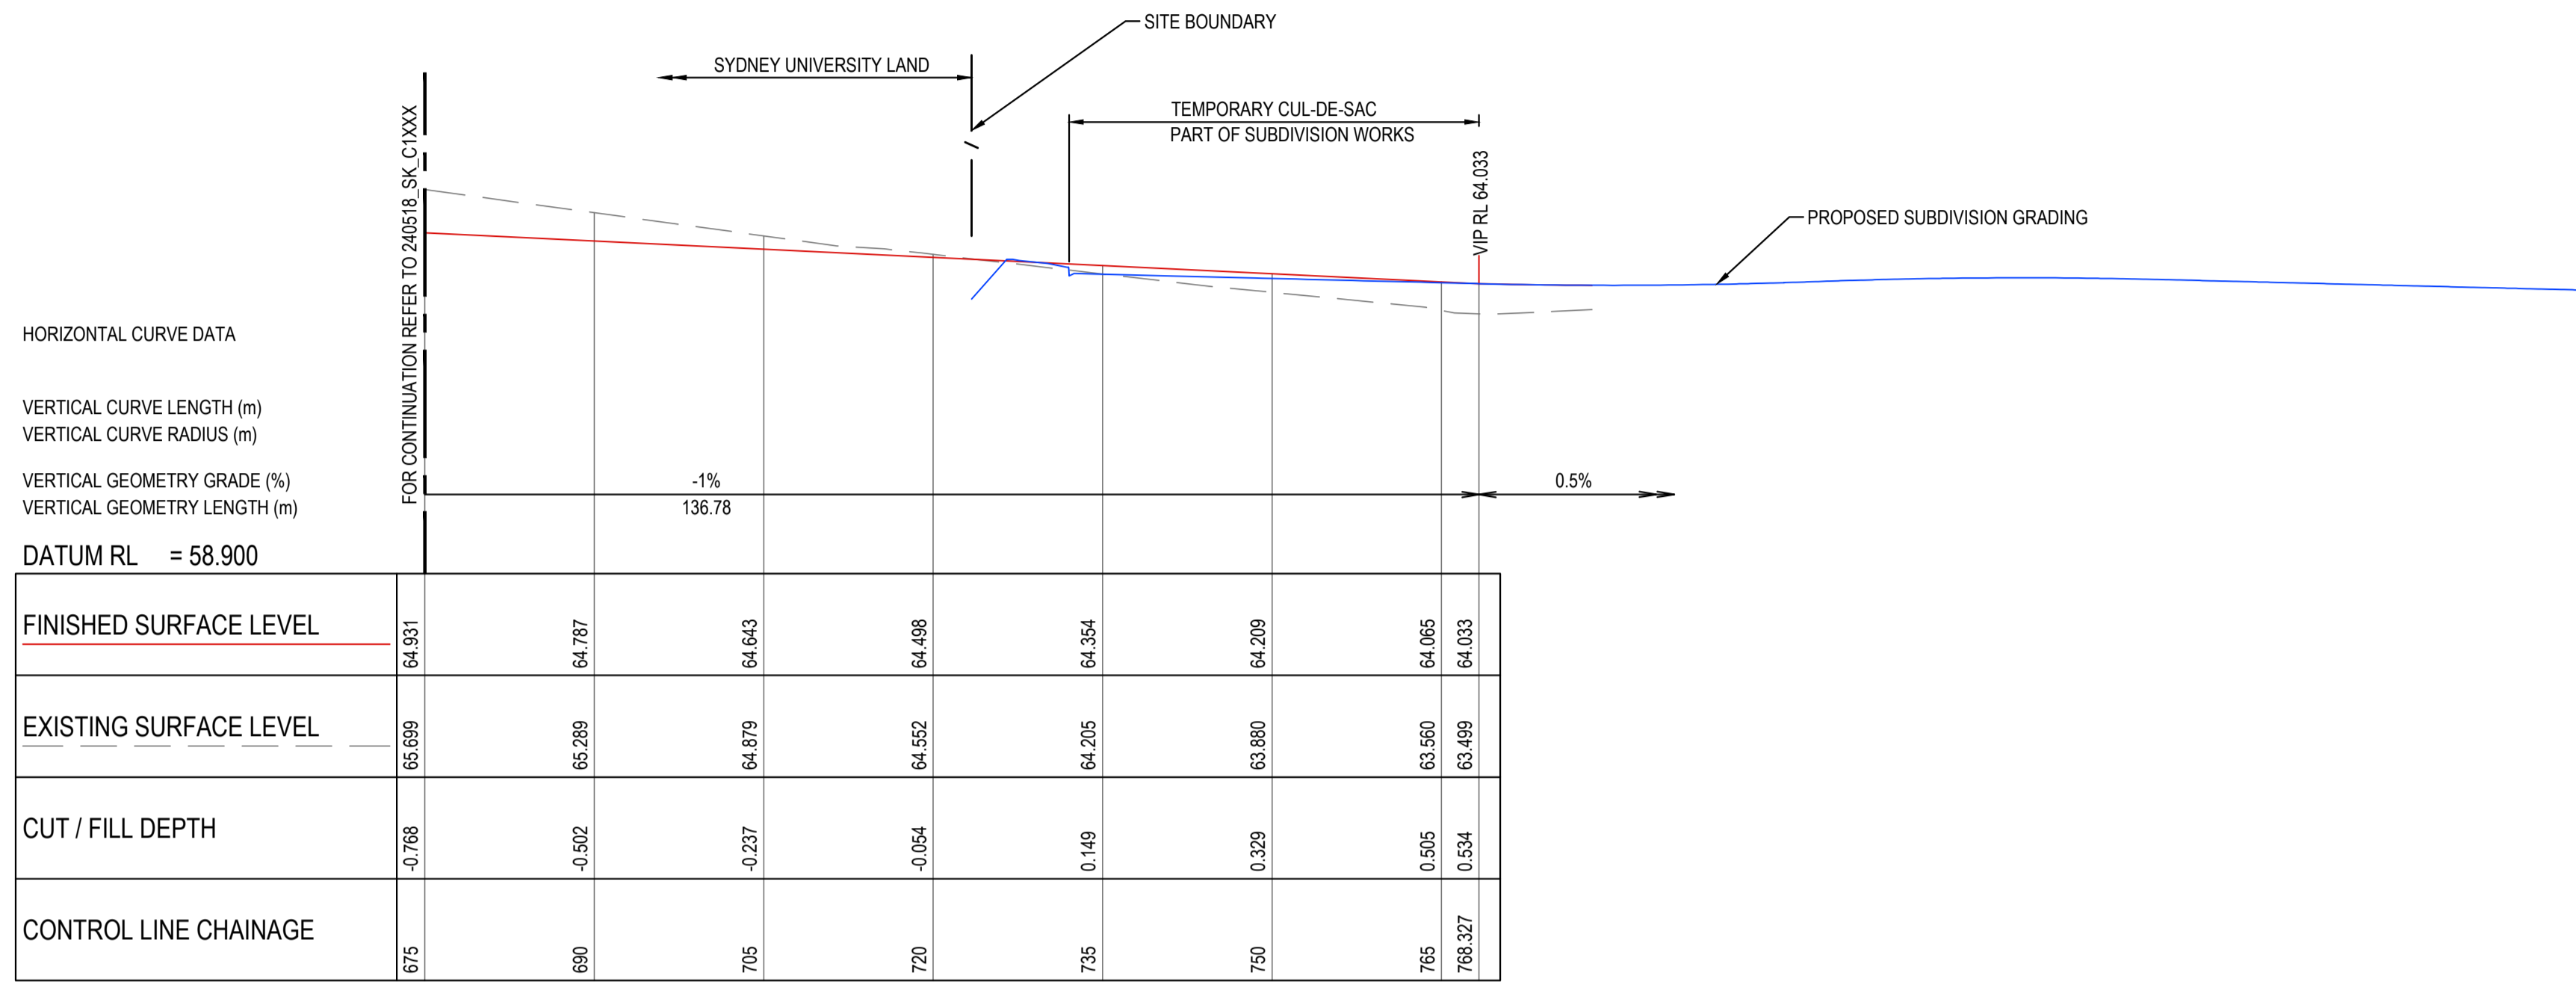 SITE BOUNDARY
SYDNEY UNIVERSITY LAND
TEMPORARY CUL-DE-SAC
PART OF SUBDIVISION WORKS
FOR CONTINUATION REFER TO 240518_SK_C1XXX
VIP RL 64.033
PROPOSED SUBDIVISION GRADING
HORIZONTAL CURVE DATA
VERTICAL CURVE LENGTH (m)
VERTICAL CURVE RADIUS (m)
VERTICAL GEOMETRY GRADE (%) -1% 0.5%
VERTICAL GEOMETRY LENGTH (m) 136.78
DATUM RL = 58.900
FINISHED SURFACE LEVEL 64.931 64.787 64.643 64.498 64.354 64.209 64.065 64.033
EXISTING SURFACE LEVEL 65.699 65.289 64.879 64.552 64.205 63.880 63.560 63.499
CUT / FILL DEPTH -0.768 -0.502 -0.237 -0.054 0.149 0.329 0.505 0.534
CONTROL LINE CHAINAGE 675 690 705 720 735 750 765 768.327